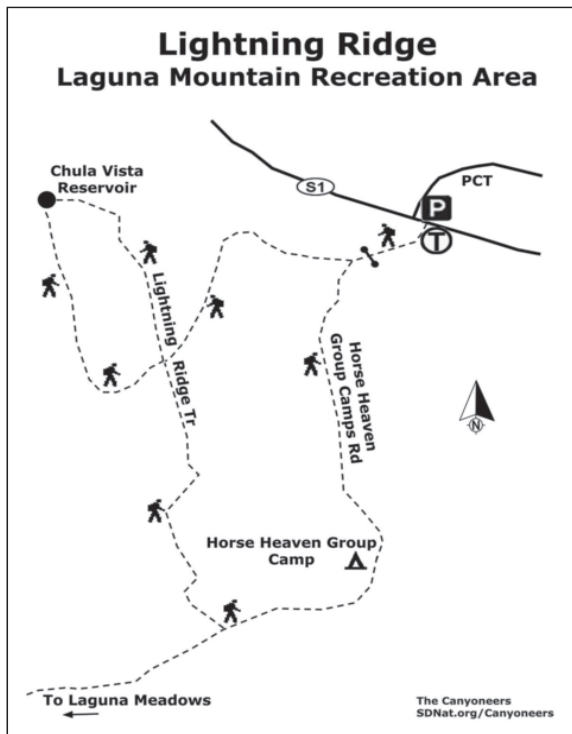 Lightning Ridge
Laguna Mountain Recreation Area
Chula Vista
Reservoir
S1
PCT
P
T
Lightning Ridge Tr
Horse Heaven
Group Camps Rd
N
Horse Heaven Group
Camp
To Laguna Meadows
The Canyoneers
SDNat.org/Canyoneers